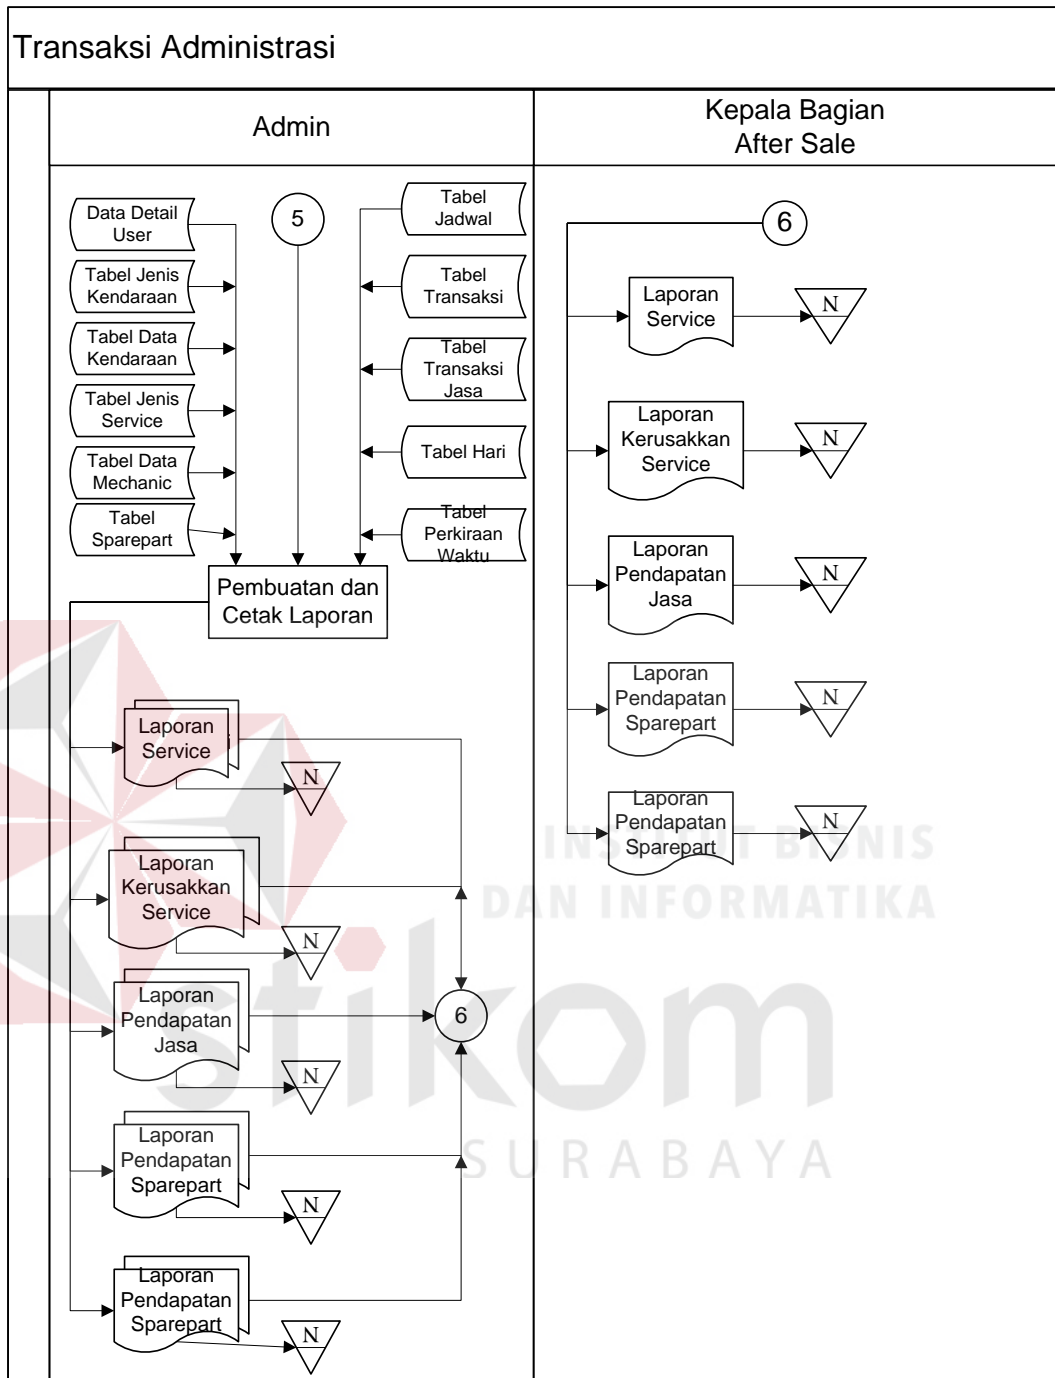 Transaksi Administrasi
Admin
Kepala Bagian
After Sale
Data Detail
User
5
Tabel
Jadwal
Tabel Jenis
Kendaraan
Tabel
Transaksi
Tabel Data
Kendaraan
Tabel
Transaksi
Jasa
Tabel Jenis
Service
Tabel Data
Mechanic
Tabel Hari
Tabel
Sparepart
Tabel
Perkiraan
Waktu
Pembuatan dan
Cetak Laporan
Laporan
Service
N
Laporan
Kerusakkan
Service
N
Laporan
Pendapatan
Jasa
N
6
Laporan
Pendapatan
Sparepart
N
Laporan
Pendapatan
Sparepart
N
6
Laporan
Service
N
Laporan
Kerusakkan
Service
N
Laporan
Pendapatan
Jasa
N
Laporan
Pendapatan
Sparepart
N
Laporan
Pendapatan
Sparepart
N
INSTITUT BISNIS
DAN INFORMATIKA
stikom
SURABAYA